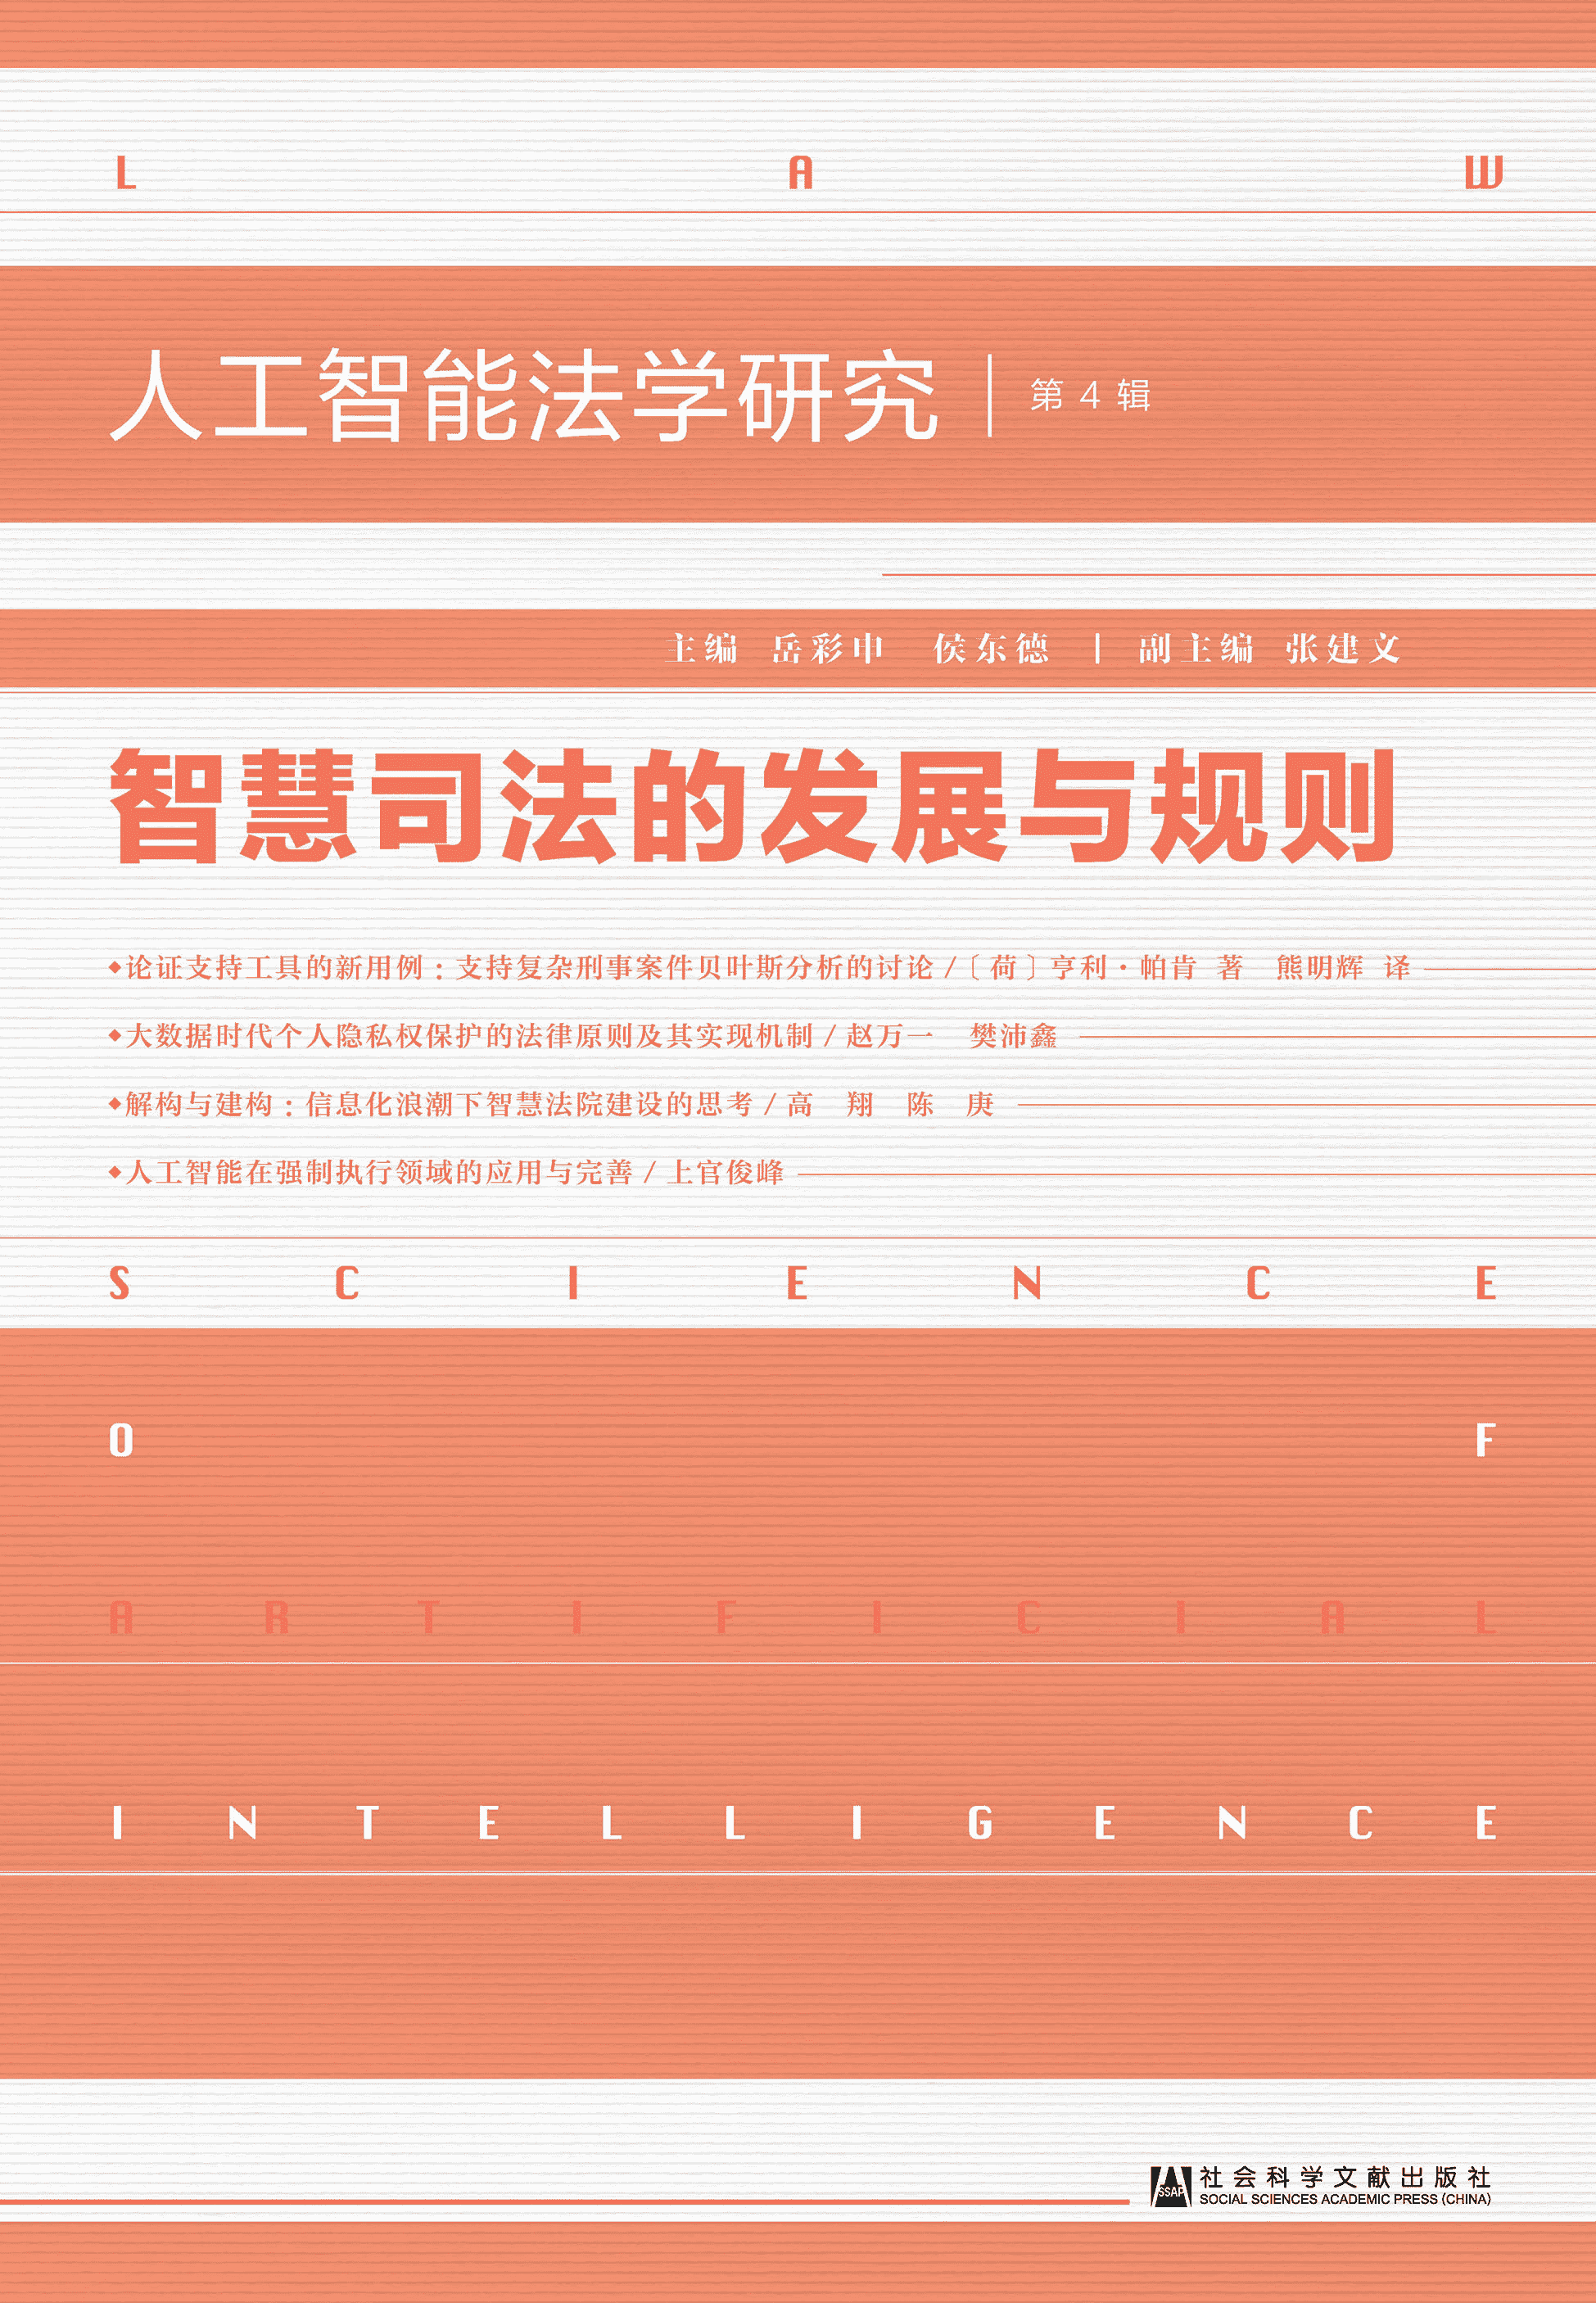 LAW
人工智能法学研究 | 第4辑
主编 岳彩申 侯东德 | 副主编 张建文
智慧司法的发展与规则
◆论证支持工具的新用例：支持复杂刑事案件贝叶斯分析的讨论/〔荷〕亨利·帕肯 著 熊明辉 译
◆大数据时代个人隐私权保护的法律原则及其实现机制/赵万一 樊沛鑫
◆解构与建构：信息化浪潮下智慧法院建设的思考/高 翔 陈 庚
◆人工智能在强制执行领域的应用与完善/上官俊峰
SCIENCE
OF
ARTIFICIAL
INTELLIGENCE
SSAP 社会科学文献出版社
SOCIAL SCIENCES ACADEMIC PRESS (CHINA)